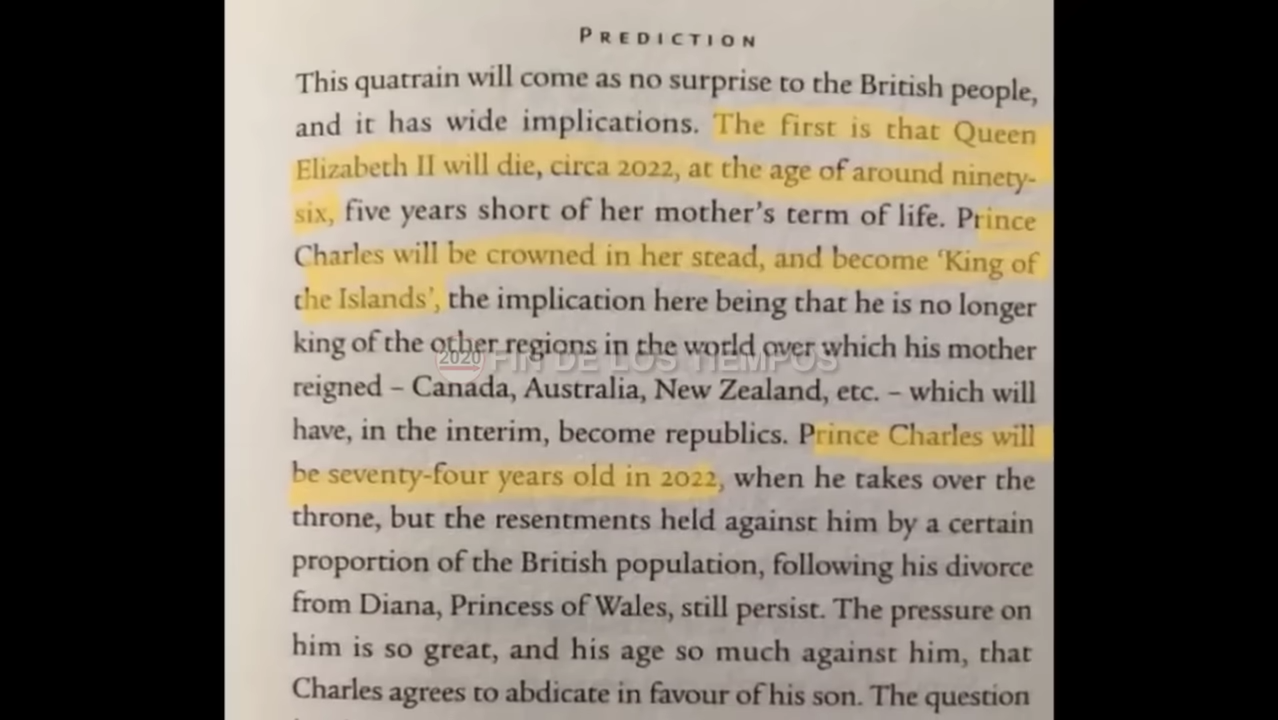 PREDICTION
This quatrain will come as no surprise to the British people,
and it has wide implications. The first is that Queen
Elizabeth II will die, circa 2022, at the age of around ninety-
six, five years short of her mother's term of life. Prince
Charles will be crowned in her stead, and become ‘King of
the Islands’, the implication here being that he is no longer
king of the other regions in the world over which his mother
2020 FIN DE LOS TIEMPOS
reigned – Canada, Australia, New Zealand, etc. – which will
have, in the interim, become republics. Prince Charles will
be seventy-four years old in 2022, when he takes over the
throne, but the resentments held against him by a certain
proportion of the British population, following his divorce
from Diana, Princess of Wales, still persist. The pressure on
him is so great, and his age so much against him, that
Charles agrees to abdicate in favour of his son. The question